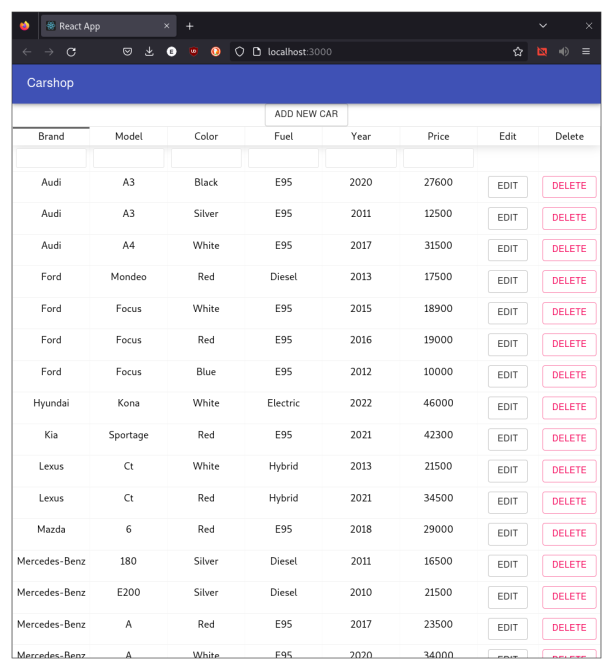 React App
localhost:3000
Carshop
ADD NEW CAR
Brand Model Color Fuel Year Price Edit Delete
Audi A3 Black E95 2020 27600 EDIT DELETE
Audi A3 Silver E95 2011 12500 EDIT DELETE
Audi A4 White E95 2017 31500 EDIT DELETE
Ford Mondeo Red Diesel 2013 17500 EDIT DELETE
Ford Focus White E95 2015 18900 EDIT DELETE
Ford Focus Red E95 2016 19000 EDIT DELETE
Ford Focus Blue E95 2012 10000 EDIT DELETE
Hyundai Kona White Electric 2022 46000 EDIT DELETE
Kia Sportage Red E95 2021 42300 EDIT DELETE
Lexus Ct White Hybrid 2013 21500 EDIT DELETE
Lexus Ct Red Hybrid 2021 34500 EDIT DELETE
Mazda 6 Red E95 2018 29000 EDIT DELETE
Mercedes-Benz 180 Silver Diesel 2011 16500 EDIT DELETE
Mercedes-Benz E200 Silver Diesel 2010 21500 EDIT DELETE
Mercedes-Benz A Red E95 2017 23500 EDIT DELETE
Mercedes-Benz A White E95 2020 34000 EDIT DELETE